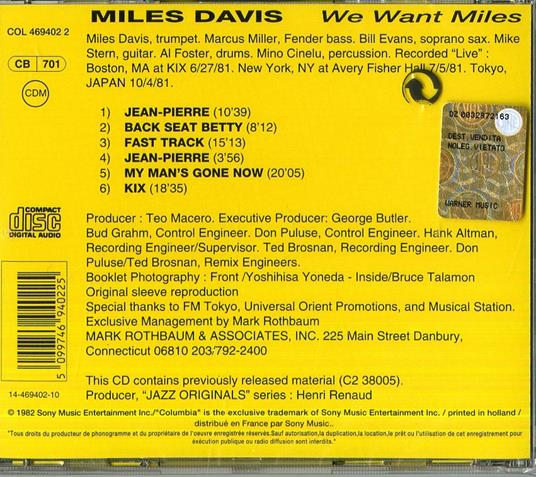 MILES DAVIS We Want Miles
COL 469402 2
CB 701
CDM
Miles Davis, trumpet. Marcus Miller, Fender bass. Bill Evans, soprano sax. Mike
Stern, guitar. Al Foster, drums. Mino Cinelu, percussion. Recorded "Live" :
Boston, MA at KIX 6/27/81. New York, NY at Avery Fisher Hall 7/5/81. Tokyo,
JAPAN 10/4/81.
1) JEAN-PIERRE (10'39)
2) BACK SEAT BETTY (8'12)
3) FAST TRACK (15'13)
4) JEAN-PIERRE (3'56)
5) MY MAN'S GONE NOW (20'05)
6) KIX (18'35)
DEST. VENDITA
NOLEG. VIETATO
WARNER MUSIC
COMPACT
disc
DIGITAL AUDIO
Producer : Teo Macero. Executive Producer: George Butler.
Bud Grahm, Control Engineer. Don Puluse, Control Engineer. Hank Altman,
Recording Engineer/Supervisor. Ted Brosnan, Recording Engineer. Don
Puluse/Ted Brosnan, Remix Engineers.
Booklet Photography : Front /Yoshihisa Yoneda - Inside/Bruce Talamon
Original sleeve reproduction
Special thanks to FM Tokyo, Universal Orient Promotions, and Musical Station.
Exclusive Management by Mark Rothbaum
MARK ROTHBAUM & ASSOCIATES, INC. 225 Main Street Danbury,
Connecticut 06810 203/792-2400
5 099746 940225
14-469402-10
This CD contains previously released material (C2 38005).
Producer, "JAZZ ORIGINALS" series : Henri Renaud
© 1982 Sony Music Entertainment Inc./"Columbia" is the exclusive trademark of Sony Music Entertainment Inc. / printed in holland /
distribué en France par Sony Music..
"Tous droits du producteur de phonogramme et du propriétaire de l'oeuvre enregistrée réservés.Sauf autorisation,la duplication,la location,le prêt ou l'utilisation de cet enregistrement pour
exécution publique ou radio diffusion sont interdits."